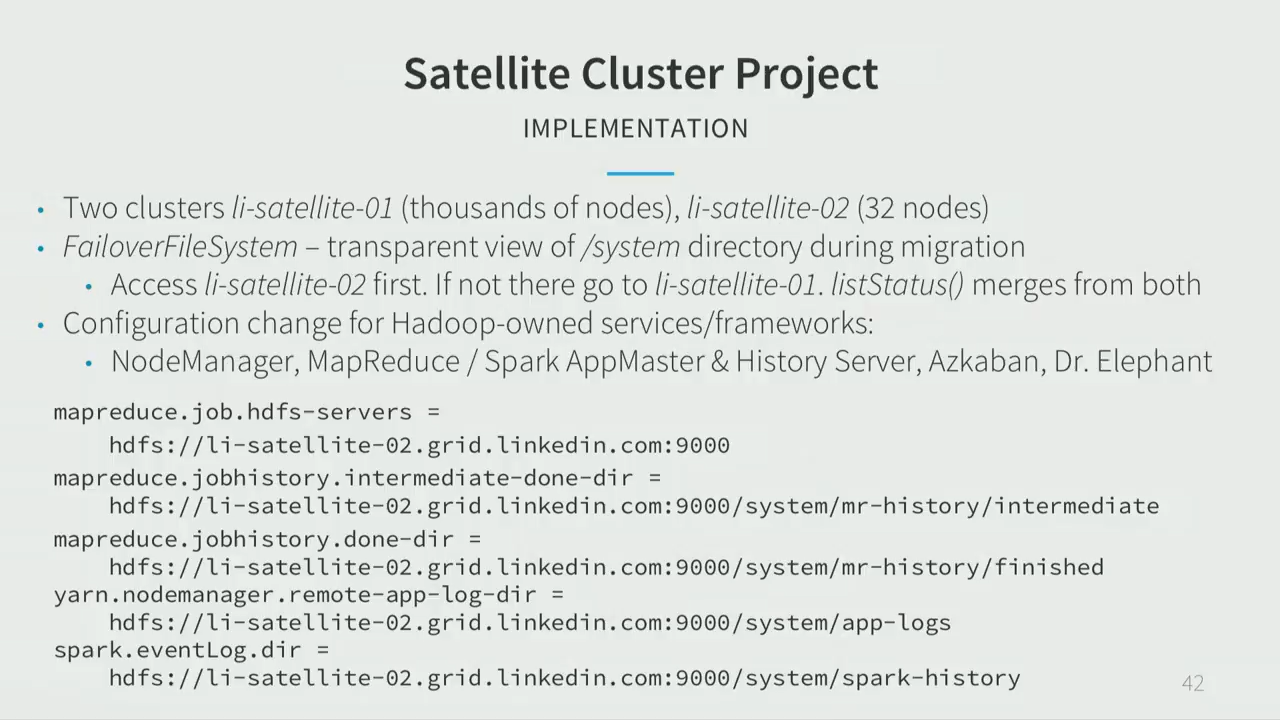 Satellite Cluster Project
IMPLEMENTATION
• Two clusters li-satellite-01 (thousands of nodes), li-satellite-02 (32 nodes)
• FailoverFileSystem – transparent view of /system directory during migration
• Access li-satellite-02 first. If not there go to li-satellite-01. listStatus() merges from both
• Configuration change for Hadoop-owned services/frameworks:
• NodeManager, MapReduce / Spark AppMaster & History Server, Azkaban, Dr. Elephant
mapreduce.job.hdfs-servers =
hdfs://li-satellite-02.grid.linkedin.com:9000
mapreduce.jobhistory.intermediate-done-dir =
hdfs://li-satellite-02.grid.linkedin.com:9000/system/mr-history/intermediate
mapreduce.jobhistory.done-dir =
hdfs://li-satellite-02.grid.linkedin.com:9000/system/mr-history/finished
yarn.nodemanager.remote-app-log-dir =
hdfs://li-satellite-02.grid.linkedin.com:9000/system/app-logs
spark.eventLog.dir =
hdfs://li-satellite-02.grid.linkedin.com:9000/system/spark-history
42